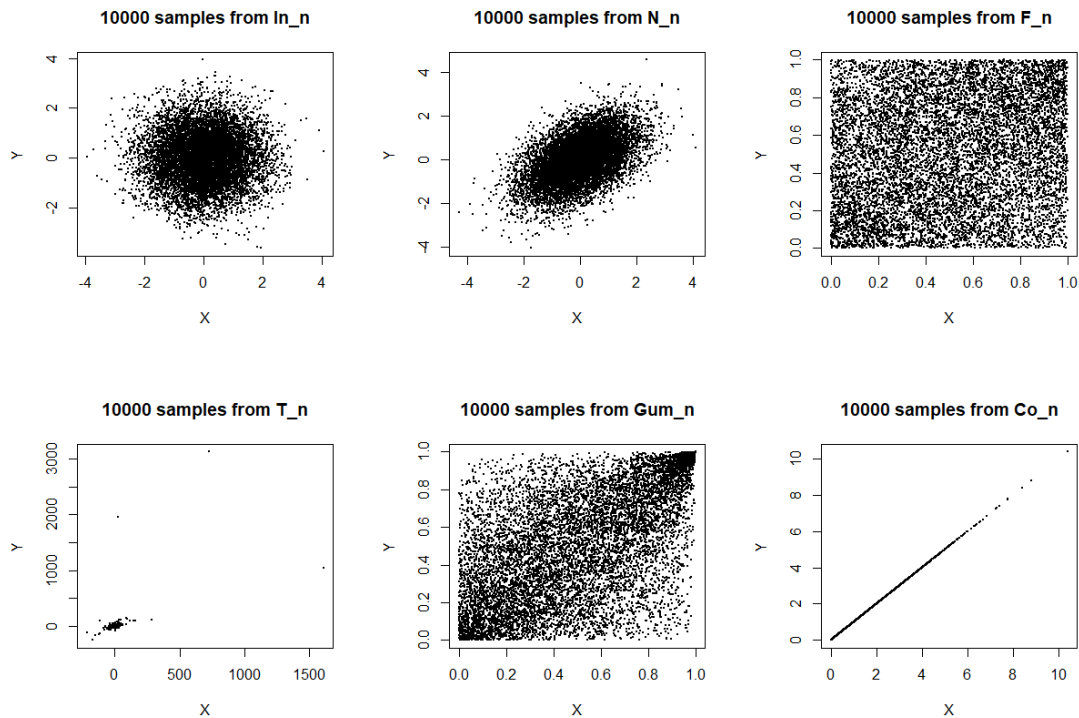 10000 samples from In_n
Y
4
2
0
-2
-4 -2 0 2 4
X
10000 samples from N_n
Y
4
2
0
-2
-4
-4 -2 0 2 4
X
10000 samples from F_n
Y
1.0
0.8
0.6
0.4
0.2
0.0
0.0 0.2 0.4 0.6 0.8 1.0
X
10000 samples from T_n
Y
3000
2000
1000
0
0 500 1000 1500
X
10000 samples from Gum_n
Y
1.0
0.8
0.6
0.4
0.2
0.0
0.0 0.2 0.4 0.6 0.8 1.0
X
10000 samples from Co_n
Y
10
8
6
4
2
0
0 2 4 6 8 10
X